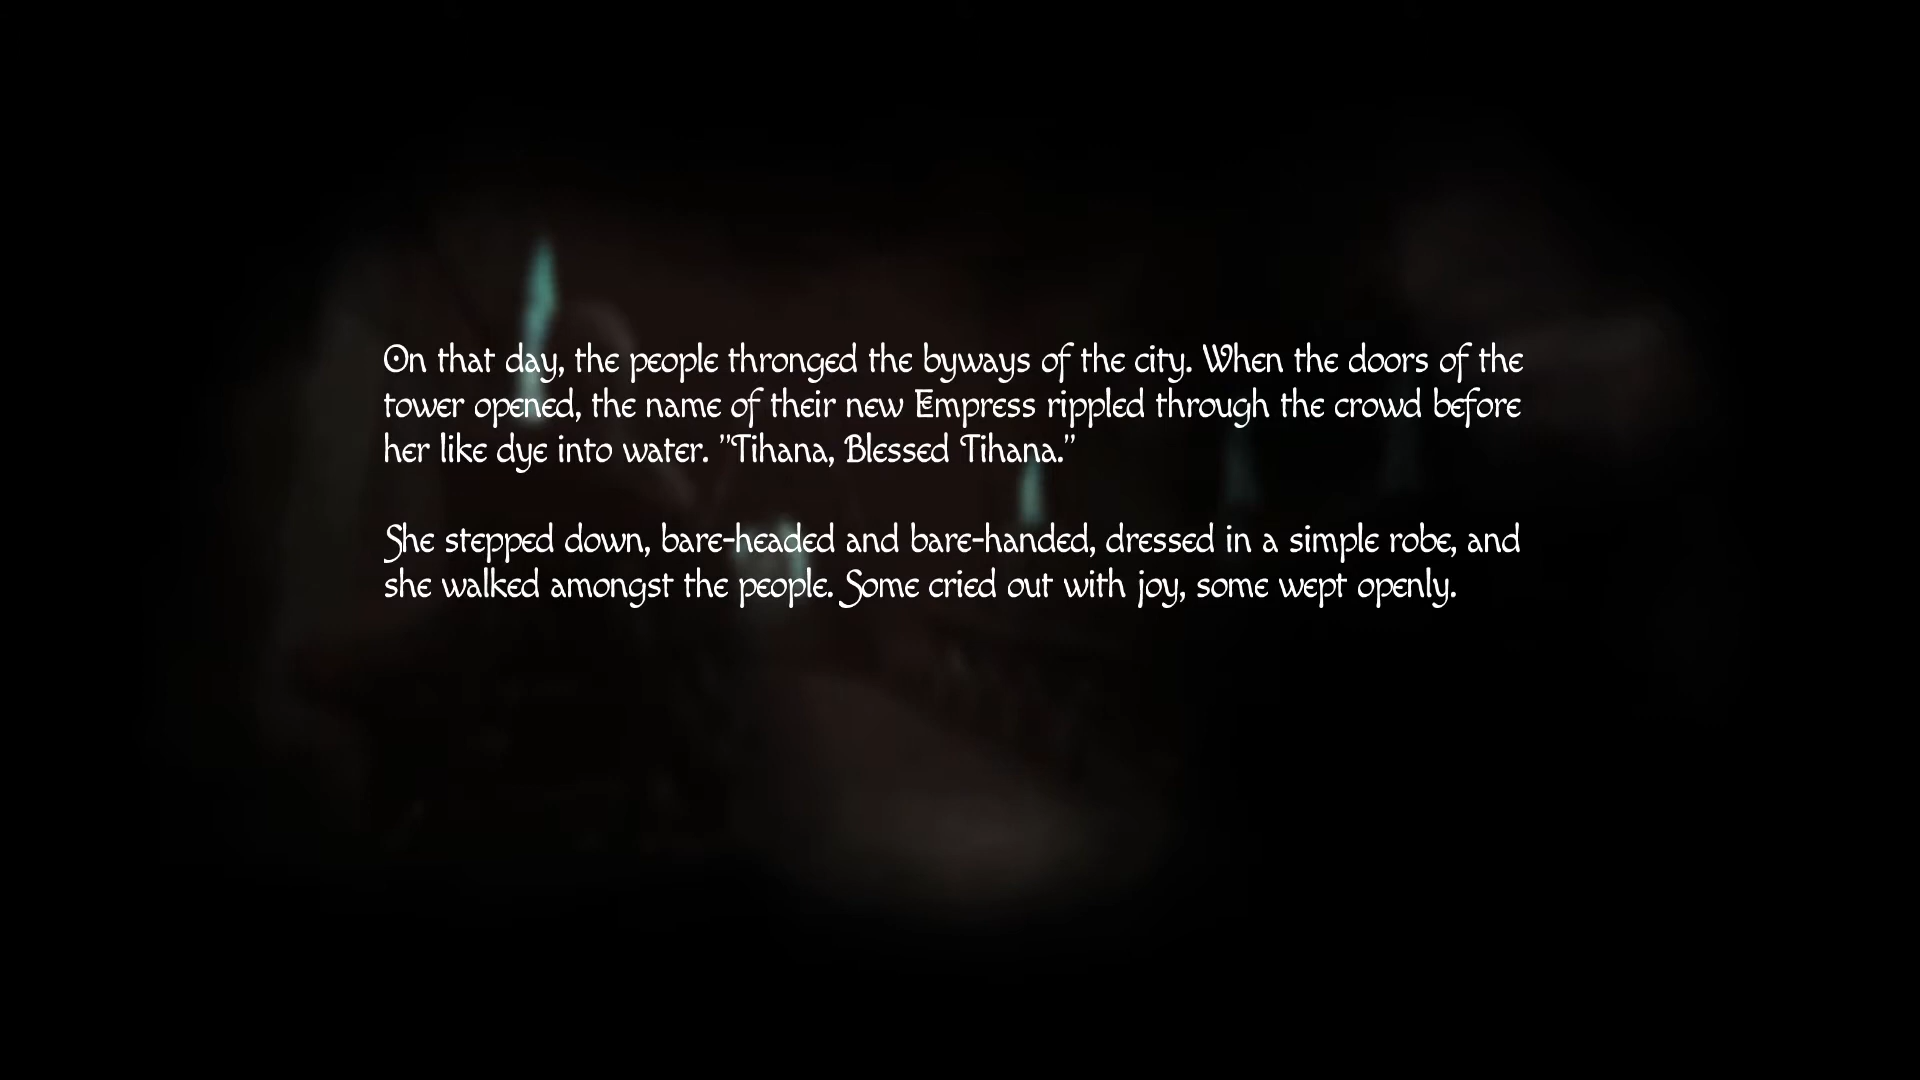 On that day, the people thronged the byways of the city. When the doors of the
tower opened, the name of their new Empress rippled through the crowd before
her like dye into water. "Tihana, Blessed Tihana."
She stepped down, bare-headed and bare-handed, dressed in a simple robe, and
she walked amongst the people. Some cried out with joy, some wept openly.